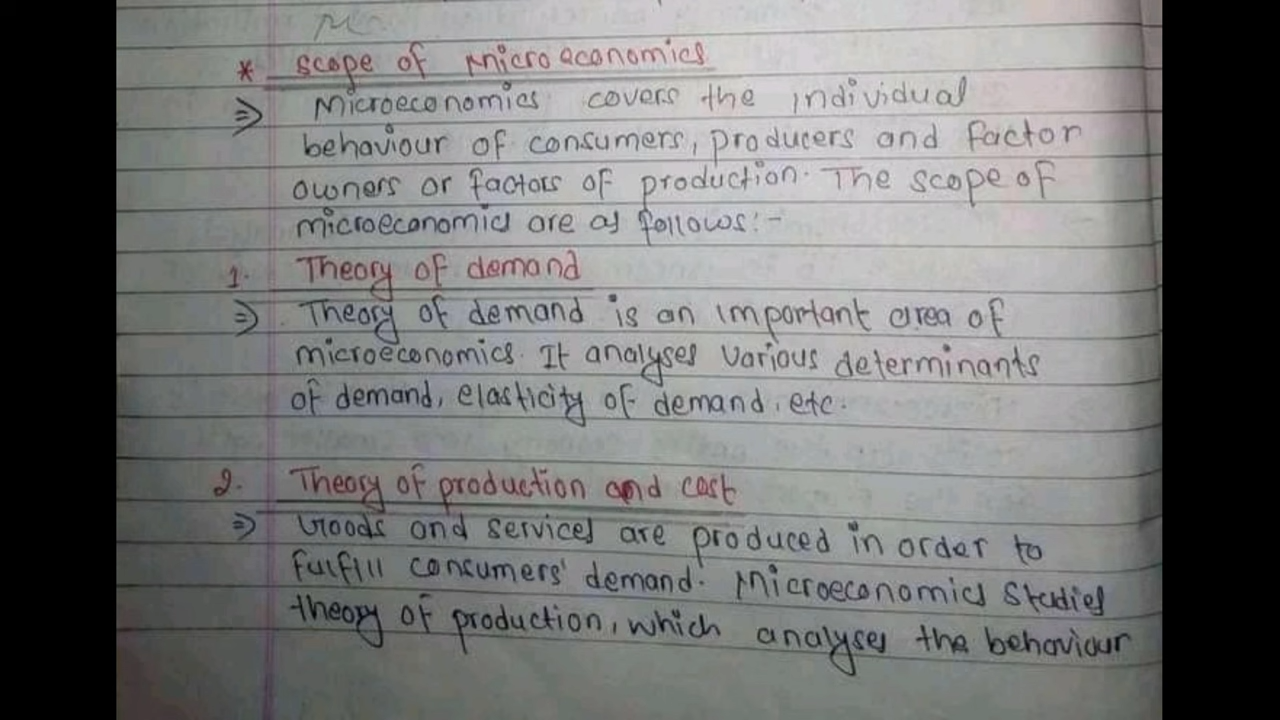 * Scope of Microeconomics
⇒ Microeconomics covers the individual
behaviour of consumers, producers and factor
owners or factors of production. The scope of
microeconomics are as follows:-
1. Theory of demand
⇒ Theory of demand is an important area of
microeconomics. It analyses various determinants
of demand, elasticity of demand, etc.
2. Theory of production and cost
⇒ Goods and services are produced in order to
fulfill consumers' demand. Microeconomics studies
theory of production, which analyses the behaviour